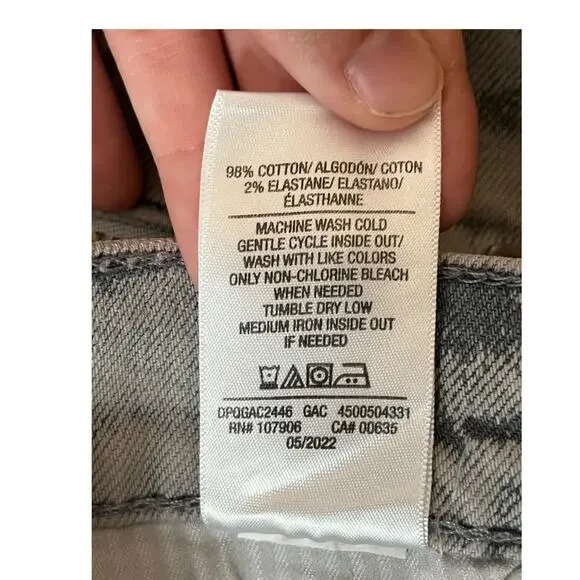 98% COTTON/ ALGODÓN/ COTON
2% ELASTANE/ ELASTANO/
ÉLASTHANNE
MACHINE WASH COLD
GENTLE CYCLE INSIDE OUT/
WASH WITH LIKE COLORS
ONLY NON-CHLORINE BLEACH
WHEN NEEDED
TUMBLE DRY LOW
MEDIUM IRON INSIDE OUT
IF NEEDED
DPQGAC2446 GAC 4500504331
RN# 107906 CA# 00635
05/2022